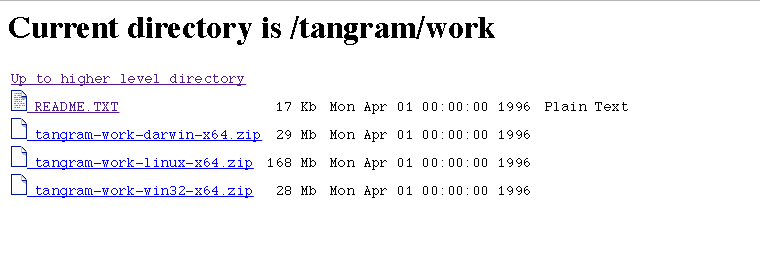 Current directory is /tangram/work
Up to higher level directory
README.TXT 17 Kb Mon Apr 01 00:00:00 1996 Plain Text
tangram-work-darwin-x64.zip 29 Mb Mon Apr 01 00:00:00 1996
tangram-work-linux-x64.zip 168 Mb Mon Apr 01 00:00:00 1996
tangram-work-win32-x64.zip 28 Mb Mon Apr 01 00:00:00 1996